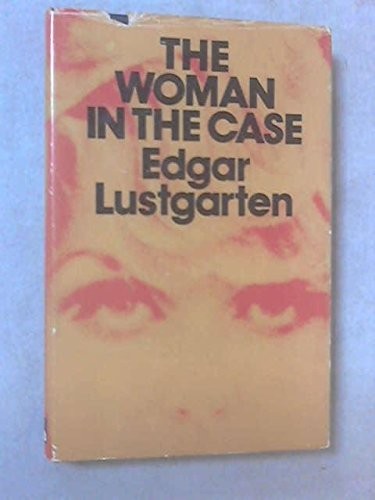 THE
WOMAN
IN THE CASE
Edgar
Lustgarten